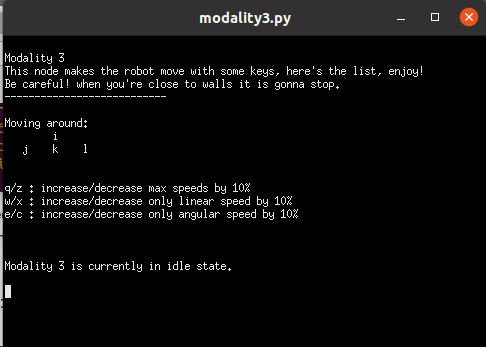 modality3.py
Modality 3
This node makes the robot move with some keys, here's the list, enjoy!
Be careful! when you're close to walls it is gonna stop.
---------------------------
Moving around:
i
j k l
q/z : increase/decrease max speeds by 10%
w/x : increase/decrease only linear speed by 10%
e/c : increase/decrease only angular speed by 10%
Modality 3 is currently in idle state.